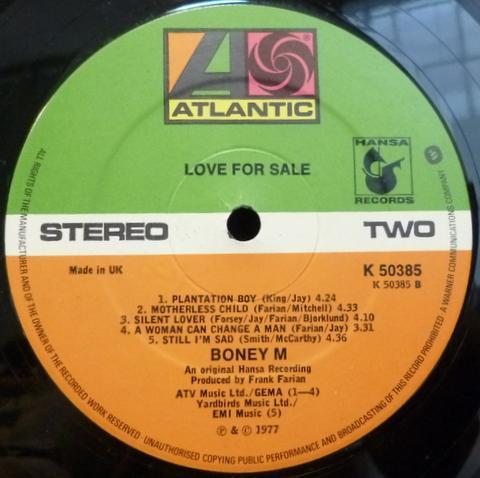 ATLANTIC
LOVE FOR SALE
HANSA
RECORDS
STEREO TWO
Made in UK
K 50385
K 50385 B
1. PLANTATION BOY (King/Jay) 4.24
2. MOTHERLESS CHILD (Farian/Mitchell) 4.33
3. SILENT LOVER (Forsey/Jay/Farian/Bjorklund) 4.10
4. A WOMAN CAN CHANGE A MAN (Farian/Jay) 3.31
5. STILL I'M SAD (Smith/McCarthy) 4.36
BONEY M
An original Hansa Recording
Produced by Frank Farian
ATV Music Ltd./GEMA (1—4)
Yardbirds Music Ltd./
EMI Music (5)
℗ & © 1977
ALL RIGHTS OF THE MANUFACTURER AND OF THE OWNER OF THE RECORDED WORK RESERVED · UNAUTHORISED COPYING PUBLIC PERFORMANCE AND BROADCASTING OF THIS RECORD PROHIBITED · A WARNER COMMUNICATIONS COMPANY